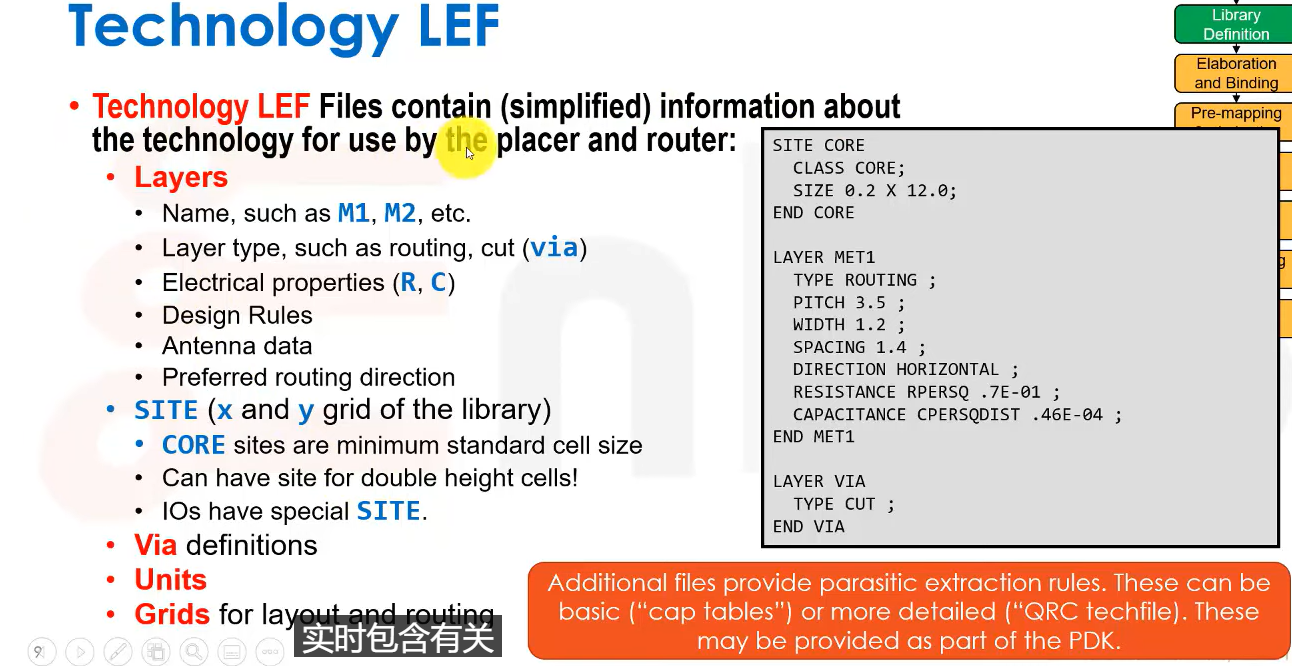 Technology LEF
• Technology LEF Files contain (simplified) information about
the technology for use by the placer and router:
• Layers
• Name, such as M1, M2, etc.
• Layer type, such as routing, cut (via)
• Electrical properties (R, C)
• Design Rules
• Antenna data
• Preferred routing direction
• SITE (x and y grid of the library)
• CORE sites are minimum standard cell size
• Can have site for double height cells!
• IOs have special SITE.
• Via definitions
• Units
• Grids for layout and routing
Library
Definition
Elaboration
and Binding
Pre-mapping
SITE CORE
CLASS CORE;
SIZE 0.2 X 12.0;
END CORE
LAYER MET1
TYPE ROUTING ;
PITCH 3.5 ;
WIDTH 1.2 ;
SPACING 1.4 ;
DIRECTION HORIZONTAL ;
RESISTANCE RPERSQ .7E-01 ;
CAPACITANCE CPERSQDIST .46E-04 ;
END MET1
LAYER VIA
TYPE CUT ;
END VIA
Additional files provide parasitic extraction rules. These can be
basic (“cap tables”) or more detailed (“QRC techfile). These
may be provided as part of the PDK.
实时包含有关
9